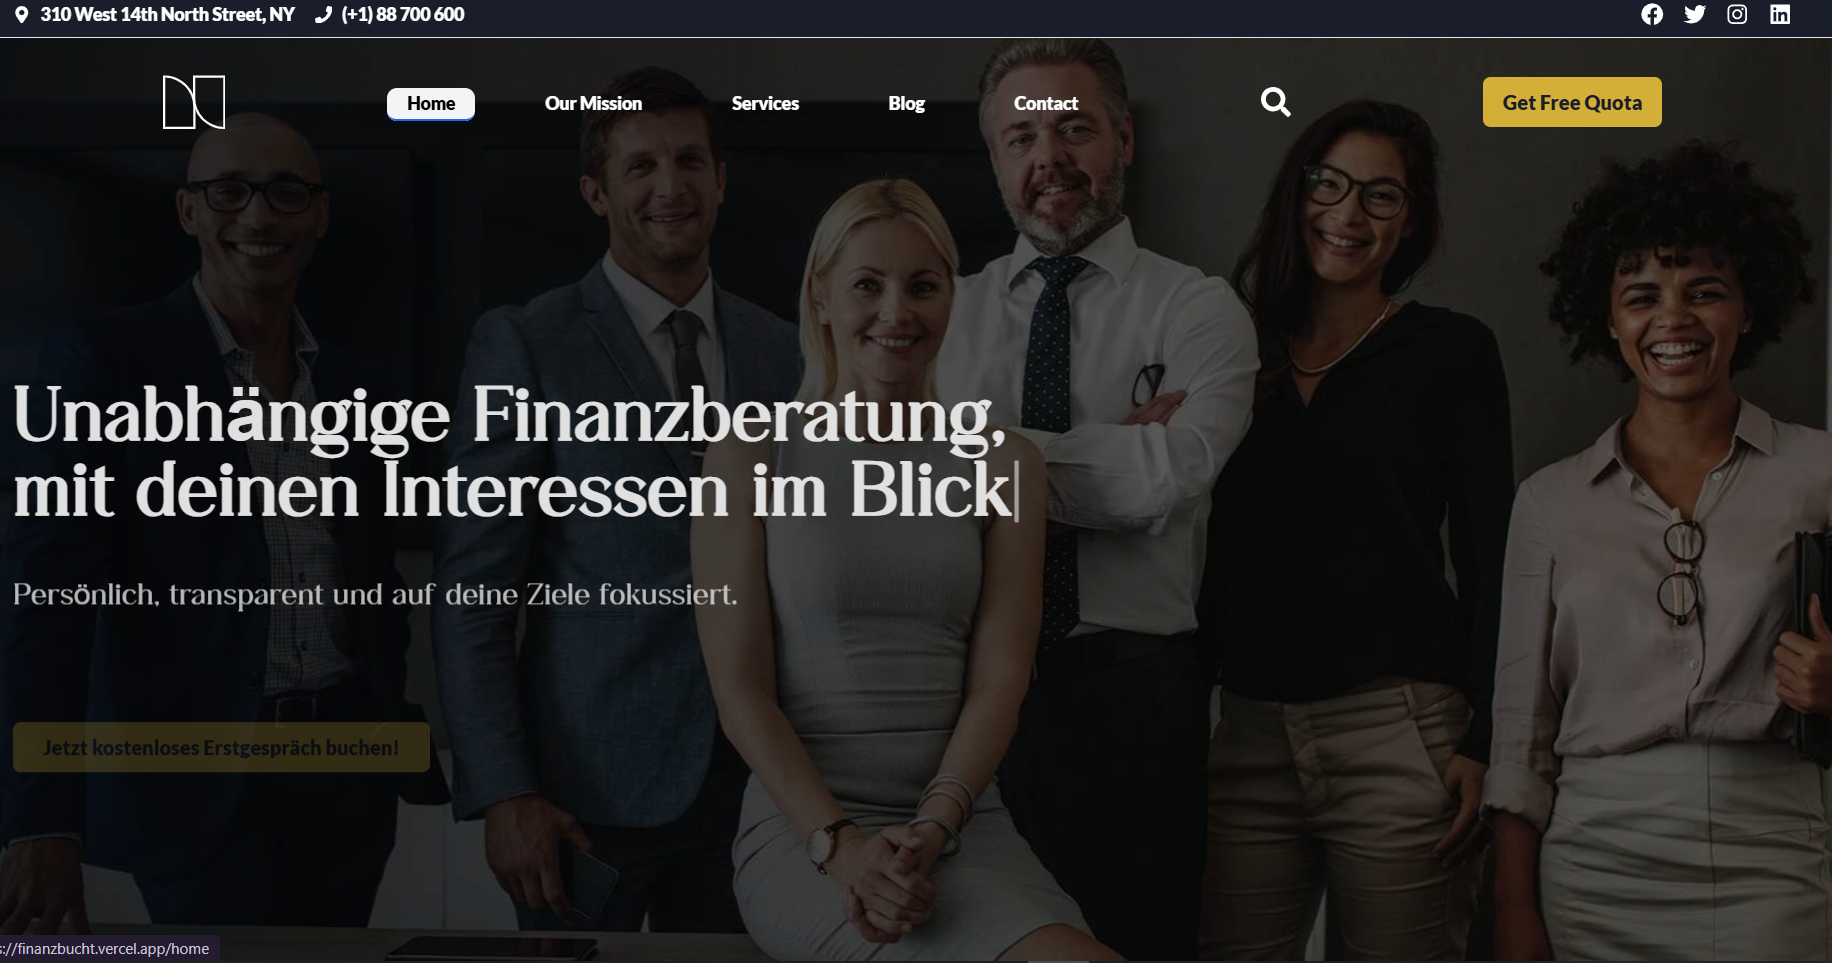 310 West 14th North Street, NY (+1) 88 700 600
Home Our Mission Services Blog Contact Get Free Quota
Unabhängige Finanzberatung,
mit deinen Interessen im Blick
Persönlich, transparent und auf deine Ziele fokussiert.
Jetzt kostenloses Erstgespräch buchen!
s://finanzbucht.vercel.app/home